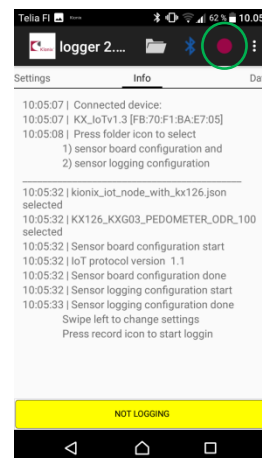 Telia FI Kionix 62 % 10.05
Kionix logger 2....
Settings Info Da
10:05:07 | Connected device:
10:05:07 | KX_IoTv1.3 [FB:70:F1:BA:E7:05]
10:05:08 | Press folder icon to select
1) sensor board configuration and
2) sensor logging configuration
10:05:32 | kionix_iot_node_with_kx126.json
selected
10:05:32 | KX126_KXG03_PEDOMETER_ODR_100
selected
10:05:32 | Sensor board configuration start
10:05:32 | IoT protocol version 1.1
10:05:32 | Sensor board configuration done
10:05:32 | Sensor logging configuration start
10:05:33 | Sensor logging configuration done
Swipe left to change settings
Press record icon to start loggin
NOT LOGGING